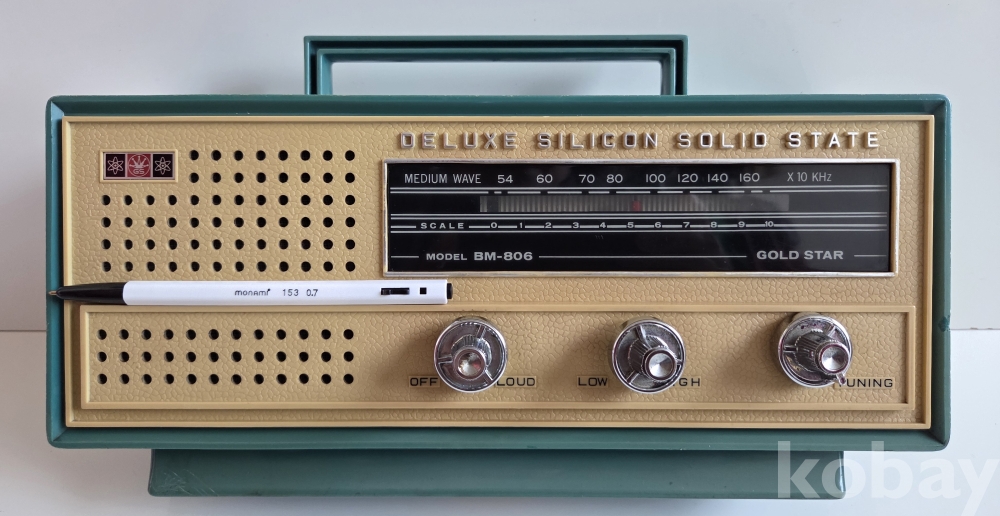 DELUXE SILICON SOLID STATE
MEDIUM WAVE 54 60 70 80 100 120 140 160 X 10 KHz
SCALE 0 1 2 3 4 5 6 7 8 9 10
MODEL BM-806 GOLD STAR
monami 153 0.7
OFF LOUD LOW HIGH TUNING
kobay